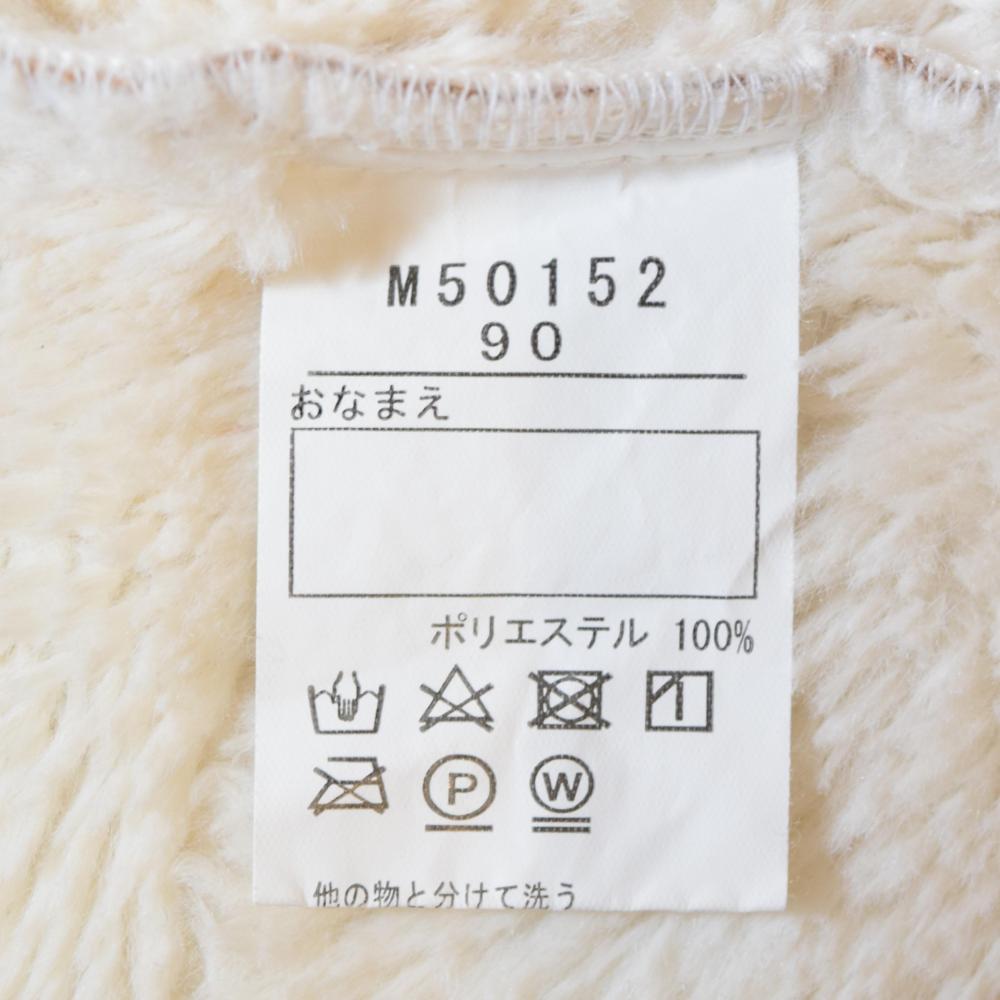 M50152
90
おなまえ
ポリエステル 100%
P W
他の物と分けて洗う